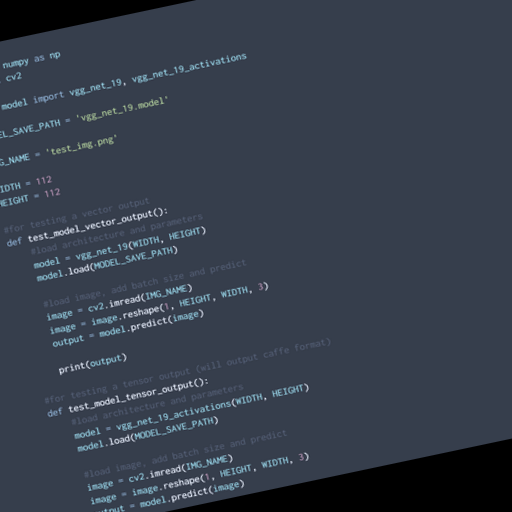 numpy as np
cv2
model import vgg_net_19, vgg_net_19_activations
EL_SAVE_PATH = 'vgg_net_19.model'
G_NAME = 'test_img.png'
IDTH = 112
HEIGHT = 112
#for testing a vector output
def test_model_vector_output():
#load architecture and parameters
model = vgg_net_19(WIDTH, HEIGHT)
model.load(MODEL_SAVE_PATH)
#load image, add batch size and predict
image = cv2.imread(IMG_NAME)
image = image.reshape(1, HEIGHT, WIDTH, 3)
output = model.predict(image)
print(output)
#for testing a tensor output (will output caffe format)
def test_model_tensor_output():
#load architecture and parameters
model = vgg_net_19_activations(WIDTH, HEIGHT)
model.load(MODEL_SAVE_PATH)
#load image, add batch size and predict
image = cv2.imread(IMG_NAME)
image = image.reshape(1, HEIGHT, WIDTH, 3)
utput = model.predict(image)